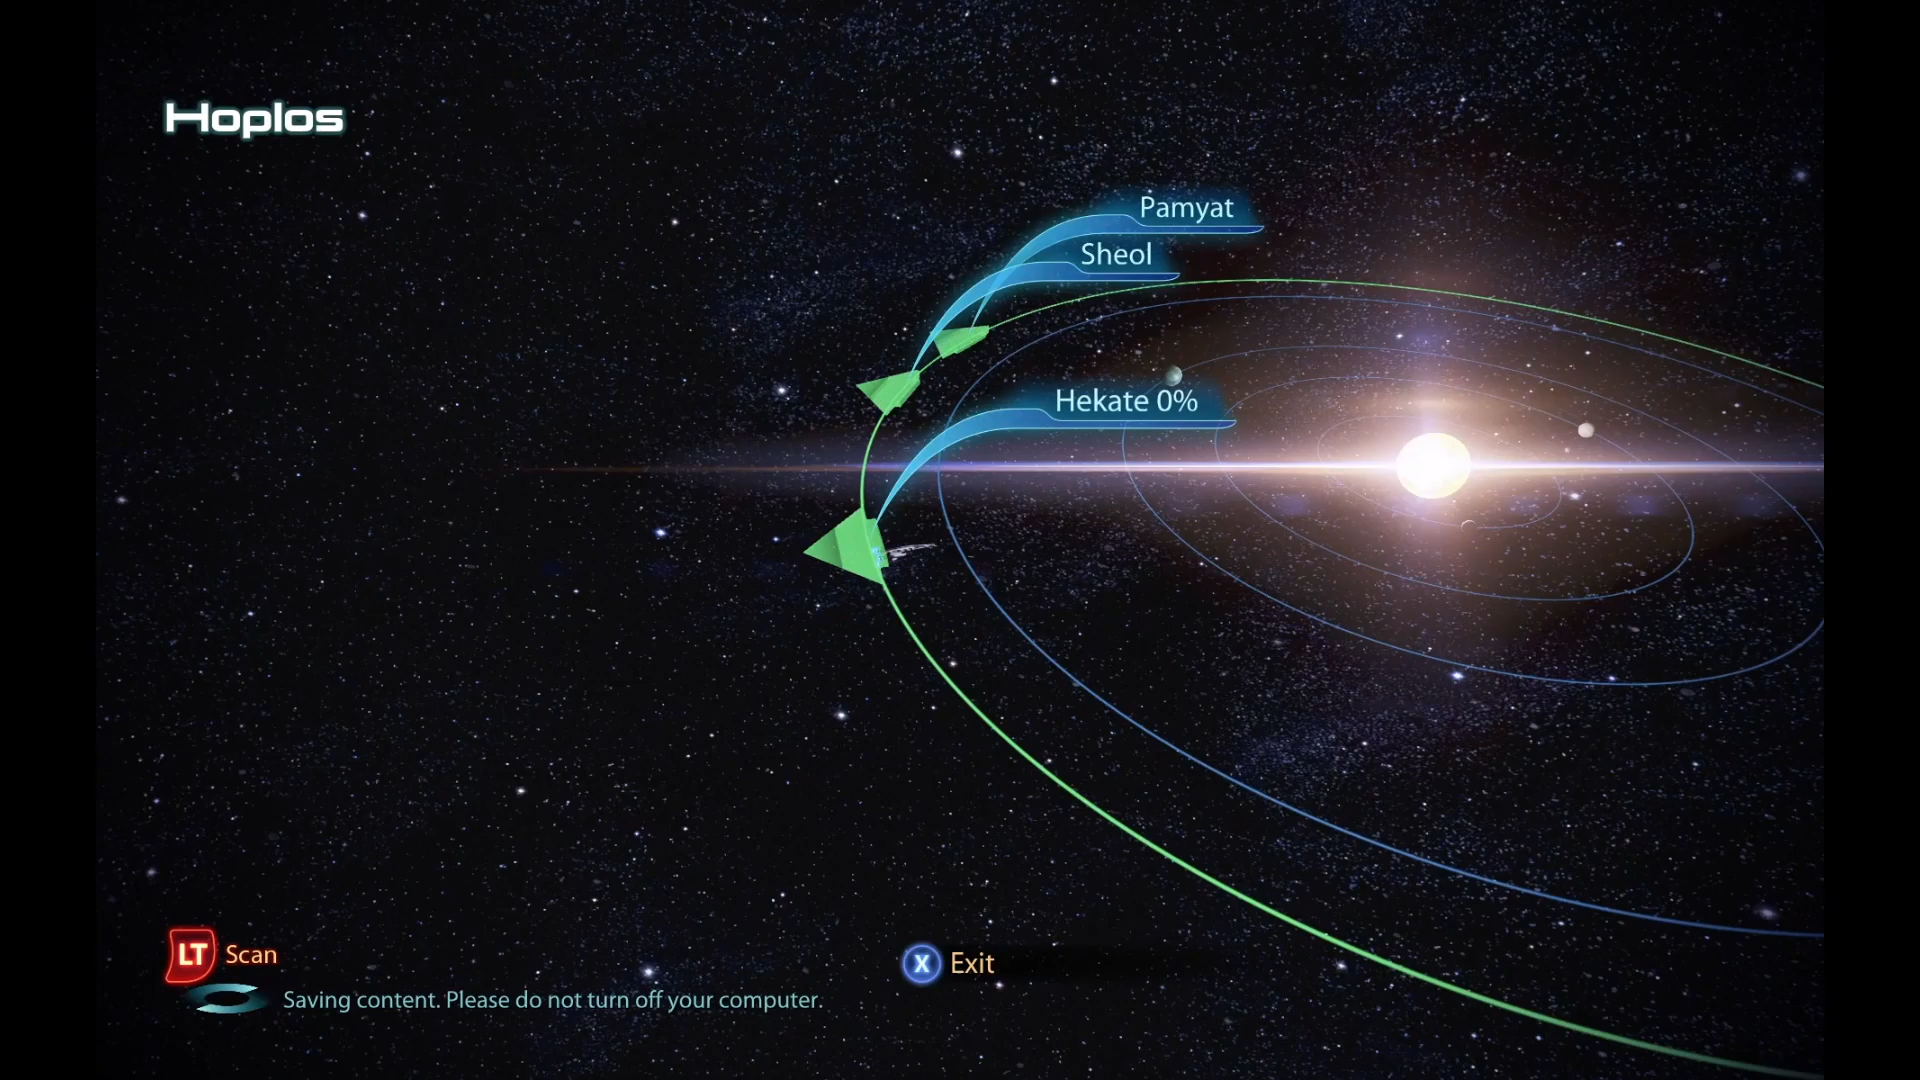 Hoplos
Pamyat
Sheol
Hekate 0%
LT Scan
X Exit
Saving content. Please do not turn off your computer.